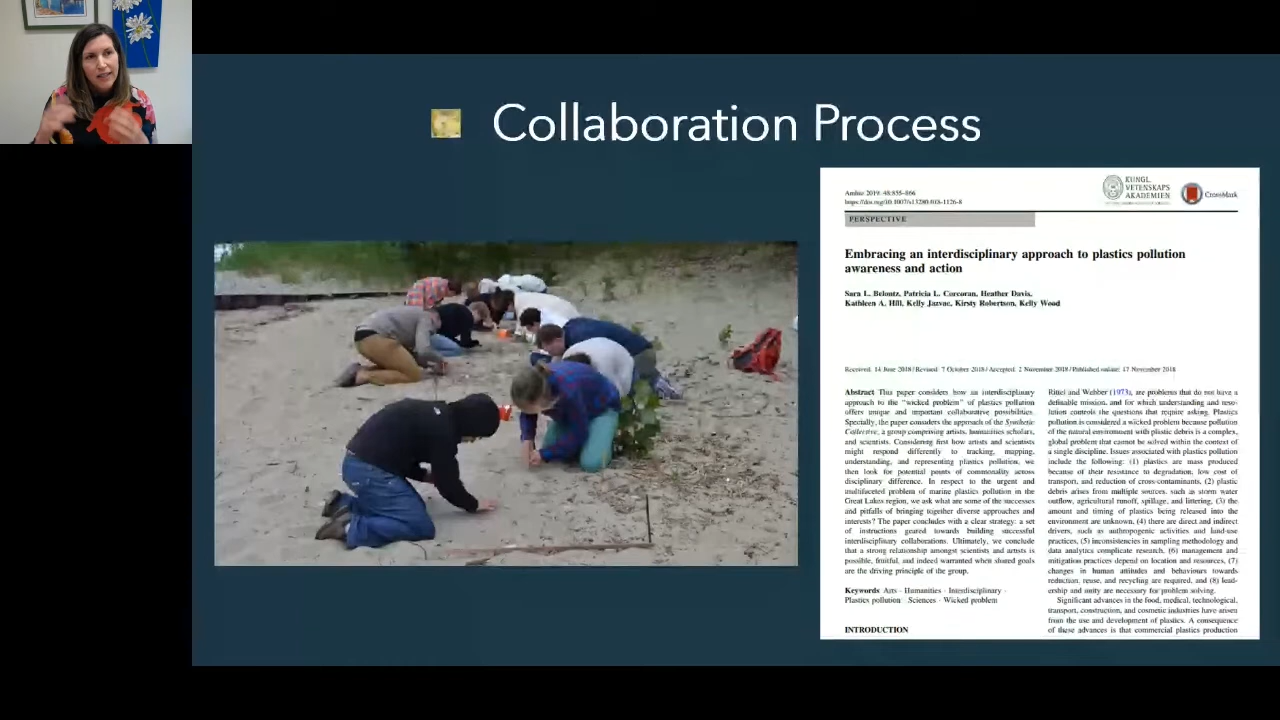 Collaboration Process
Ambio 2019, 48:855–866
https://doi.org/10.1007/s13280-018-1126-8
KUNGL.
VETENSKAPS
AKADEMIEN
CrossMark
PERSPECTIVE
Embracing an interdisciplinary approach to plastics pollution
awareness and action
Sara L. Belontz, Patricia L. Corcoran, Heather Davis,
Kathleen A. Hill, Kelly Jazvac, Kirsty Robertson, Kelly Wood
Received: 14 June 2018 / Revised: 7 October 2018 / Accepted: 2 November 2018 / Published online: 17 November 2018
Abstract This paper considers how an interdisciplinary
approach to the "wicked problem" of plastics pollution
offers unique and important collaborative possibilities.
Specially, the paper considers the approach of the Synthetic
Collective, a group comprising artists, humanities scholars,
and scientists. Considering first how artists and scientists
might respond differently to tracking, mapping,
understanding, and representing plastics pollution, we
then look for potential points of commonality across
disciplinary difference. In respect to the urgent and
multifaceted problem of marine plastics pollution in the
Great Lakes region, we ask what are some of the successes
and pitfalls of bringing together diverse approaches and
interests? The paper concludes with a clear strategy: a set
of instructions geared towards building successful
interdisciplinary collaborations. Ultimately, we conclude
that a strong relationship amongst scientists and artists is
possible, fruitful, and indeed warranted when shared goals
are the driving principle of the group.
Keywords Arts · Humanities · Interdisciplinary ·
Plastics pollution · Sciences · Wicked problem
INTRODUCTION
Rittel and Webber (1973), are problems that do not have a
definable mission, and for which understanding and reso-
lution controls the questions that require asking. Plastics
pollution is considered a wicked problem because pollution
of the natural environment with plastic debris is a complex,
global problem that cannot be solved within the context of
a single discipline. Issues associated with plastics pollution
include the following: (1) plastics are mass produced
because of their resistance to degradation, low cost of
transport, and reduction of cross-contaminants, (2) plastic
debris arises from multiple sources, such as storm water
outflow, agricultural runoff, spillage, and littering, (3) the
amount and timing of plastics being released into the
environment are unknown, (4) there are direct and indirect
drivers, such as anthropogenic activities and land-use
practices, (5) inconsistencies in sampling methodology and
data analytics complicate research, (6) management and
mitigation practices depend on location and resources, (7)
changes in human attitudes and behaviours towards
reduction, reuse, and recycling are required, and (8) lead-
ership and unity are necessary for problem solving.
Significant advances in the food, medical, technological,
transport, construction, and cosmetic industries have arisen
from the use and development of plastics. A consequence
of these advances is that commercial plastics production